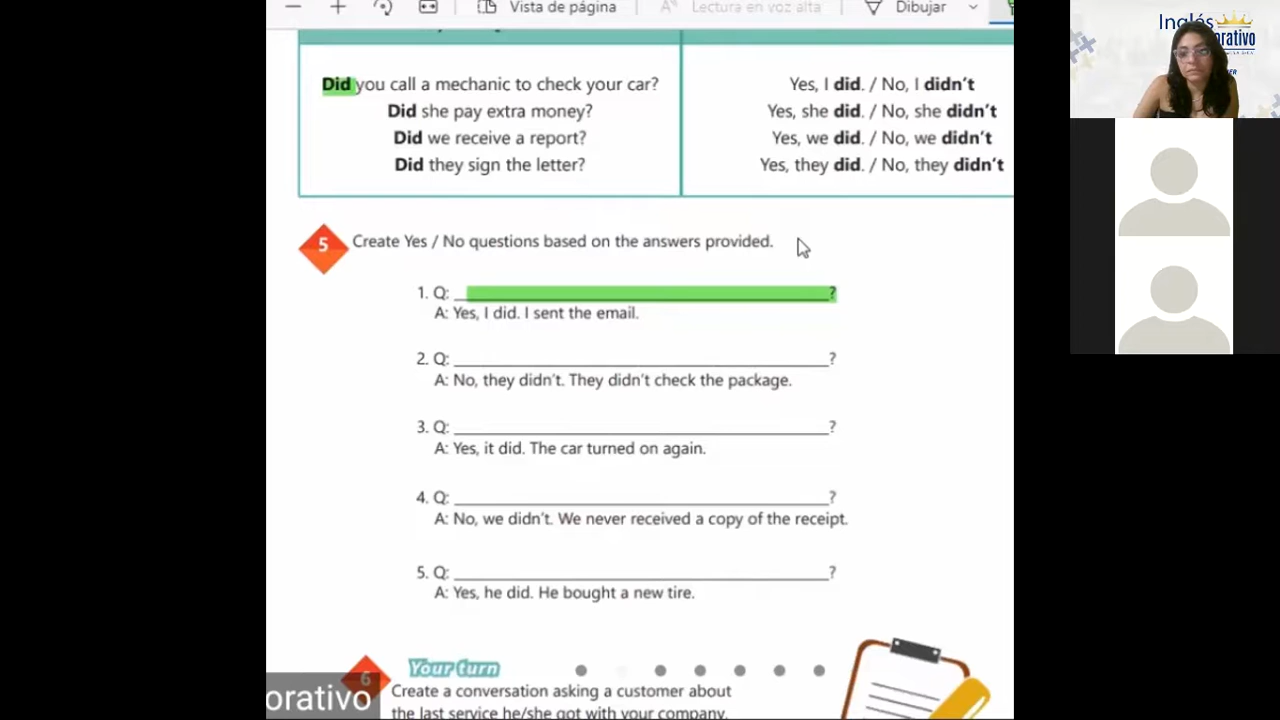 Vista de página
Lectura en voz alta
Dibujar
Did you call a mechanic to check your car?
Did she pay extra money?
Did we receive a report?
Did they sign the letter?
Yes, I did. / No, I didn't
Yes, she did. / No, she didn't
Yes, we did. / No, we didn't
Yes, they did. / No, they didn't
5
Create Yes / No questions based on the answers provided.
1. Q: ______?
A: Yes, I did. I sent the email.
2. Q: ______?
A: No, they didn't. They didn't check the package.
3. Q: ______?
A: Yes, it did. The car turned on again.
4. Q: ______?
A: No, we didn't. We never received a copy of the receipt.
5. Q: ______?
A: Yes, he did. He bought a new tire.
6
Your turn
Create a conversation asking a customer about
the last service he/she got with your company.
orativo
Inglés
orativo